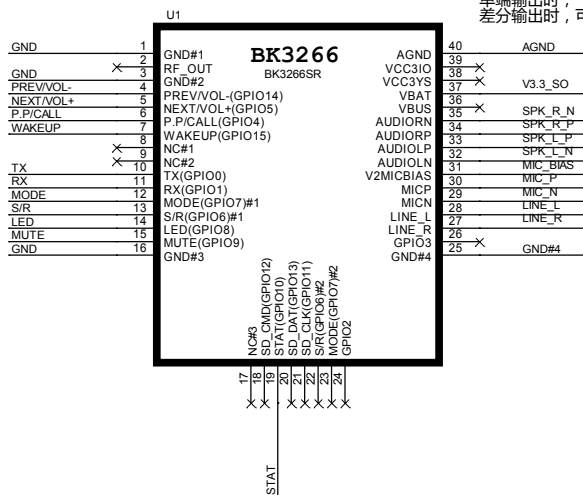 单端输出时，
差分输出时，可
U1
BK3266
BK3266SR
GND 1 GND#1
2 RF_OUT
GND 3 GND#2
PREV/VOL- 4 PREV/VOL-(GPIO14)
NEXT/VOL+ 5 NEXT/VOL+(GPIO5)
P.P/CALL 6 P.P/CALL(GPIO4)
WAKEUP 7 WAKEUP(GPIO15)
8 NC#1
9 NC#2
TX 10 TX(GPIO0)
RX 11 RX(GPIO1)
MODE 12 MODE(GPIO7)#1
S/R 13 S/R(GPIO6)#1
LED 14 LED(GPIO8)
MUTE 15 MUTE(GPIO9)
GND 16 GND#3
AGND 40 AGND
VCC3IO 39
VCC3YS 38
VBAT 37 V3.3_SO
VBUS 36
AUDIORN 35 SPK_R_N
AUDIORP 34 SPK_R_P
AUDIOLP 33 SPK_L_P
AUDIOLN 32 SPK_L_N
V2MICBIAS 31 MIC_BIAS
MICP 30 MIC_P
MICN 29 MIC_N
LINE_L 28 LINE_L
LINE_R 27 LINE_R
GPIO3 26
GND#4 25 GND#4
17 NC#3
18 SD_CMD(GPIO12)
19 STAT(GPIO10)
20 SD_DAT(GPIO13)
21 SD_CLK(GPIO11)
22 S/R(GPIO6)#2
23 MODE(GPIO7)#2
24 GPIO2
STAT